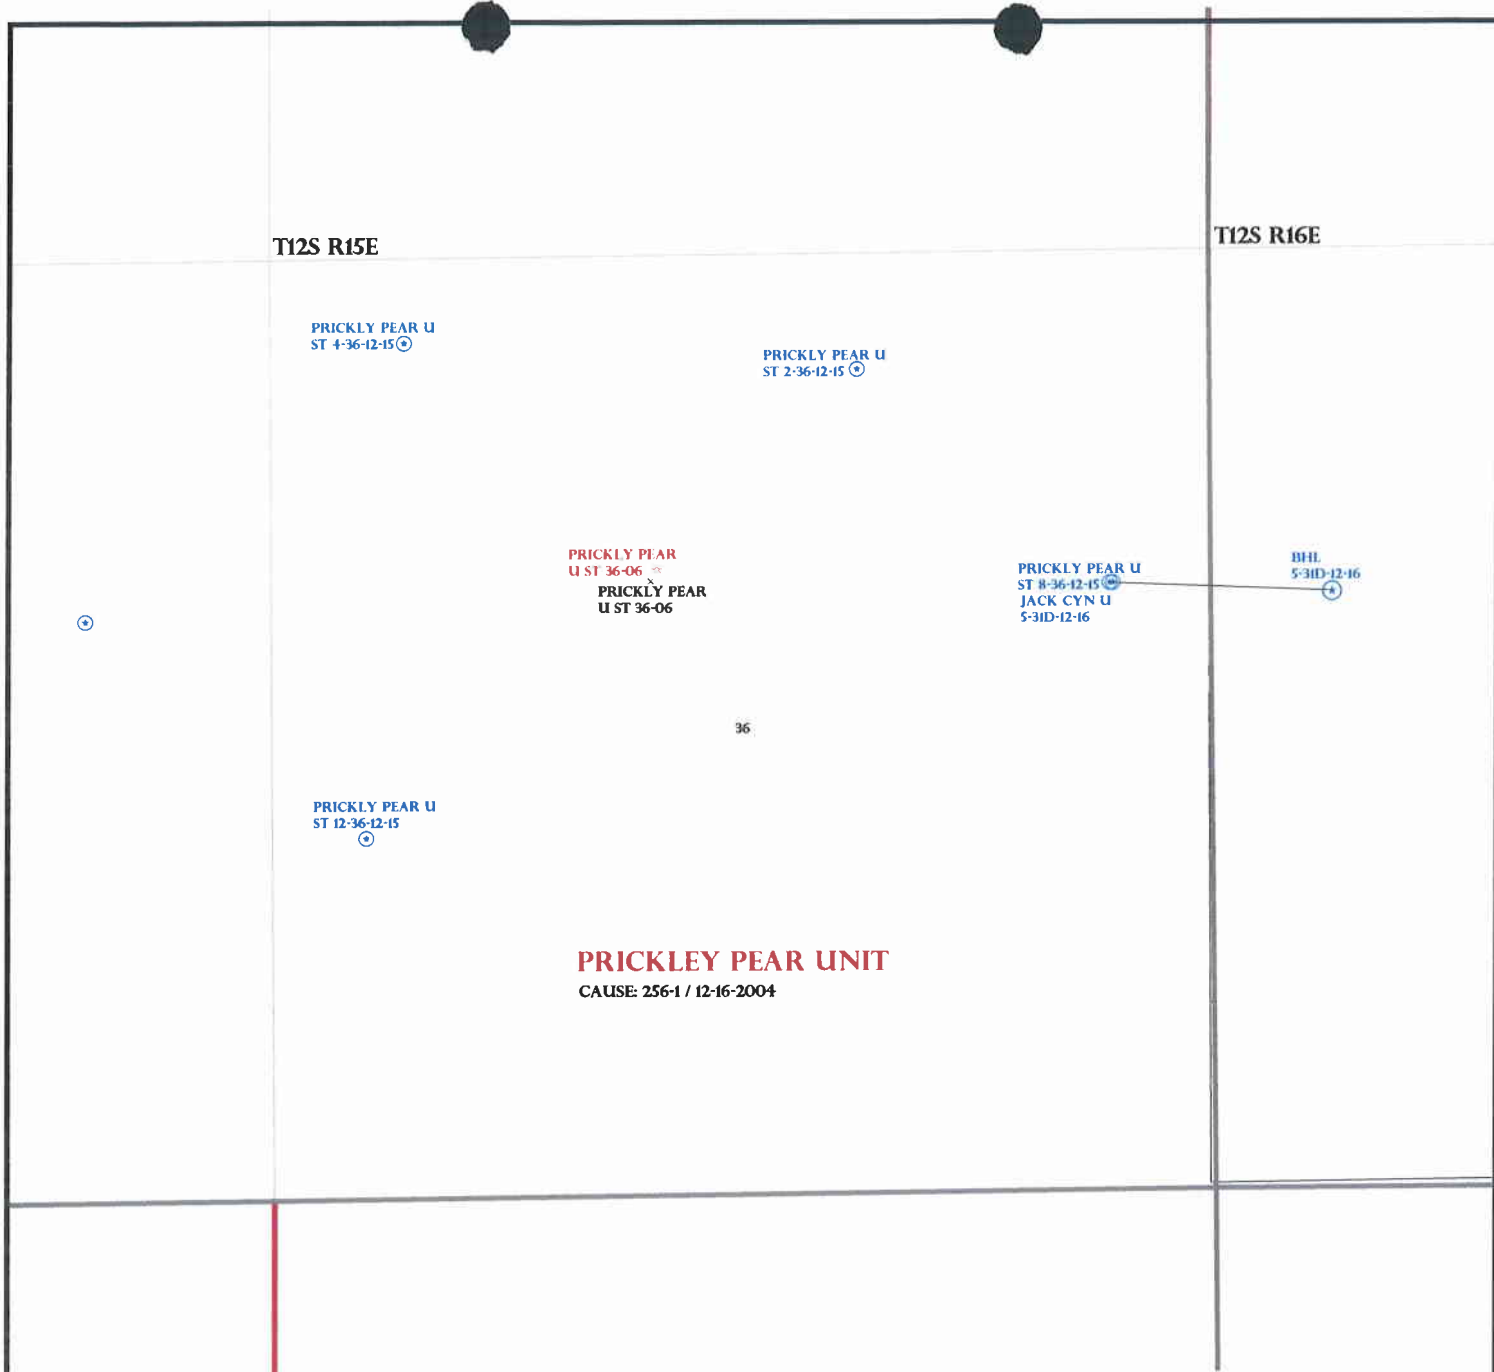 T12S R15E
T12S R16E
PRICKLY PEAR U
ST 4-36-12-15
PRICKLY PEAR U
ST 2-36-12-15
PRICKLY PEAR
U ST 36-06
PRICKLY PEAR
U ST 36-06
PRICKLY PEAR U
ST 8-36-12-15
JACK CYN U
5-31D-12-16
BHL
5-31D-12-16
36
PRICKLY PEAR U
ST 12-36-12-15
PRICKLEY PEAR UNIT
CAUSE: 256-1 / 12-16-2004